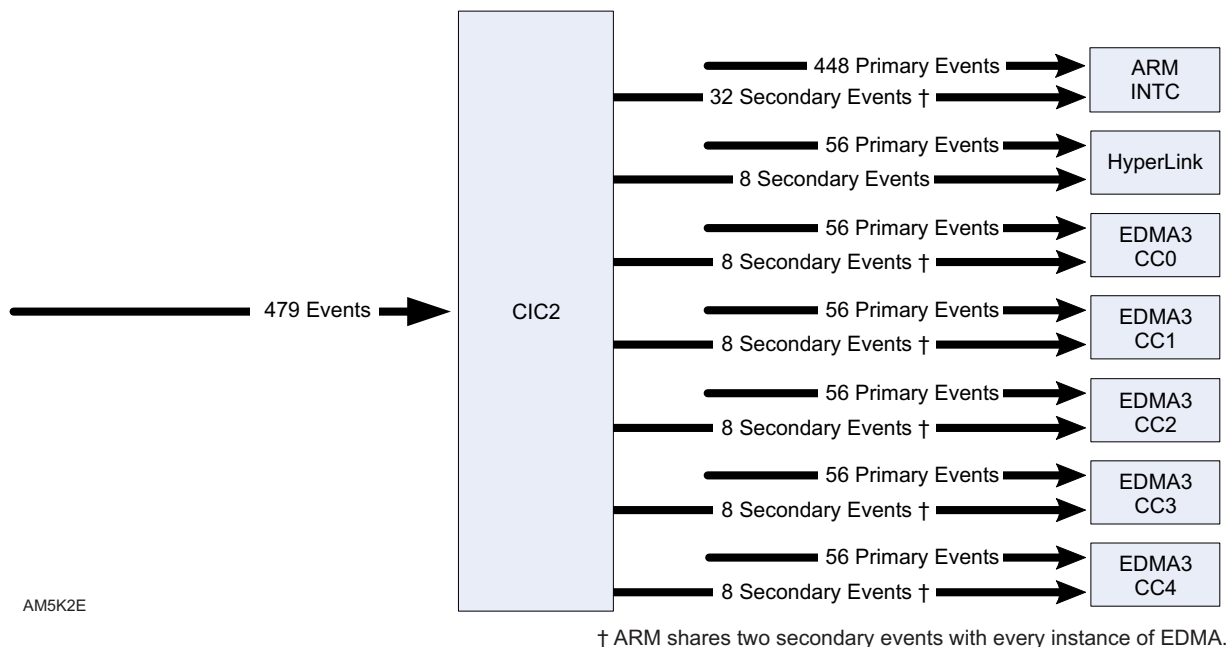 448 Primary Events
ARM
INTC
32 Secondary Events †
56 Primary Events
HyperLink
8 Secondary Events
56 Primary Events
EDMA3
CC0
8 Secondary Events †
479 Events
CIC2
56 Primary Events
EDMA3
CC1
8 Secondary Events †
56 Primary Events
EDMA3
CC2
8 Secondary Events †
56 Primary Events
EDMA3
CC3
8 Secondary Events †
56 Primary Events
EDMA3
CC4
8 Secondary Events †
AM5K2E
† ARM shares two secondary events with every instance of EDMA.